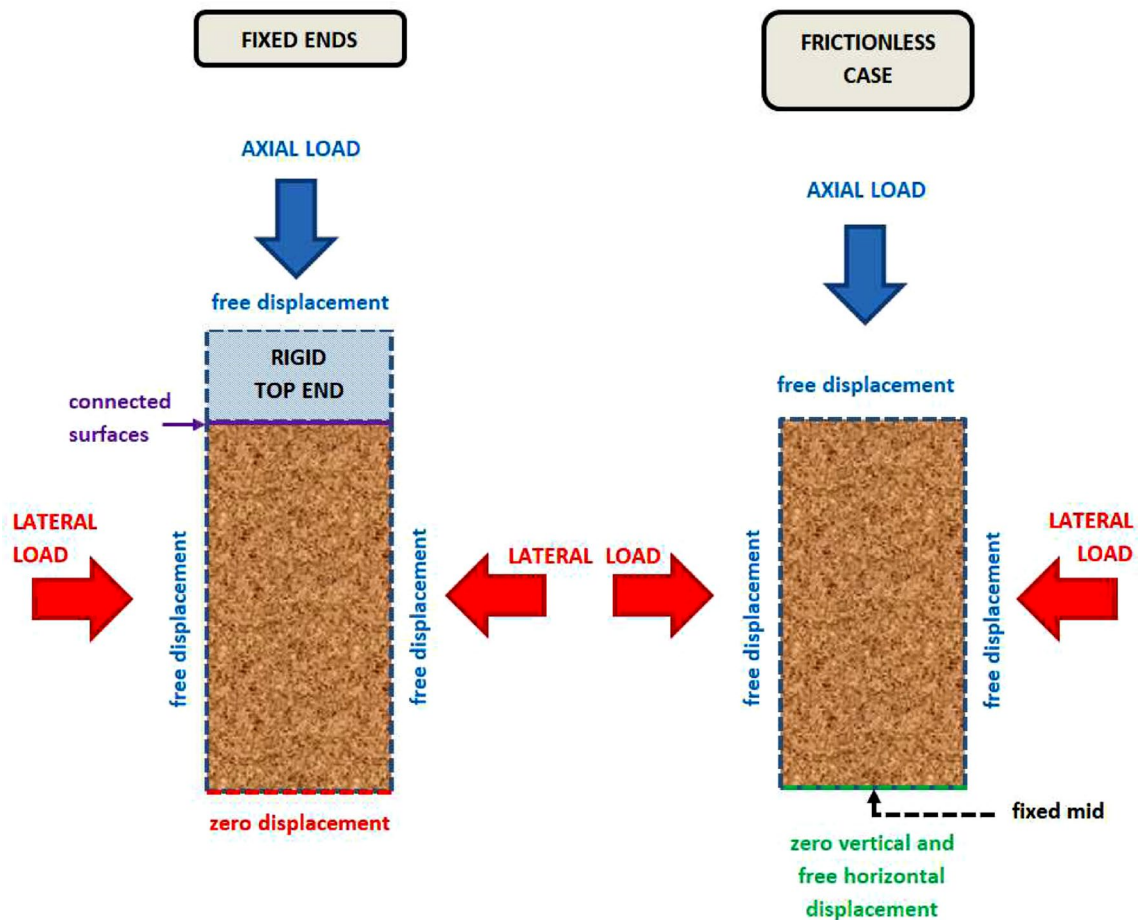 FIXED ENDS
AXIAL LOAD
free displacement
RIGID
TOP END
connected
surfaces
LATERAL
LOAD
free displacement
free displacement
LATERAL
zero displacement
FRICTIONLESS
CASE
AXIAL LOAD
free displacement
LOAD
free displacement
free displacement
LATERAL
LOAD
fixed mid
zero vertical and
free horizontal
displacement